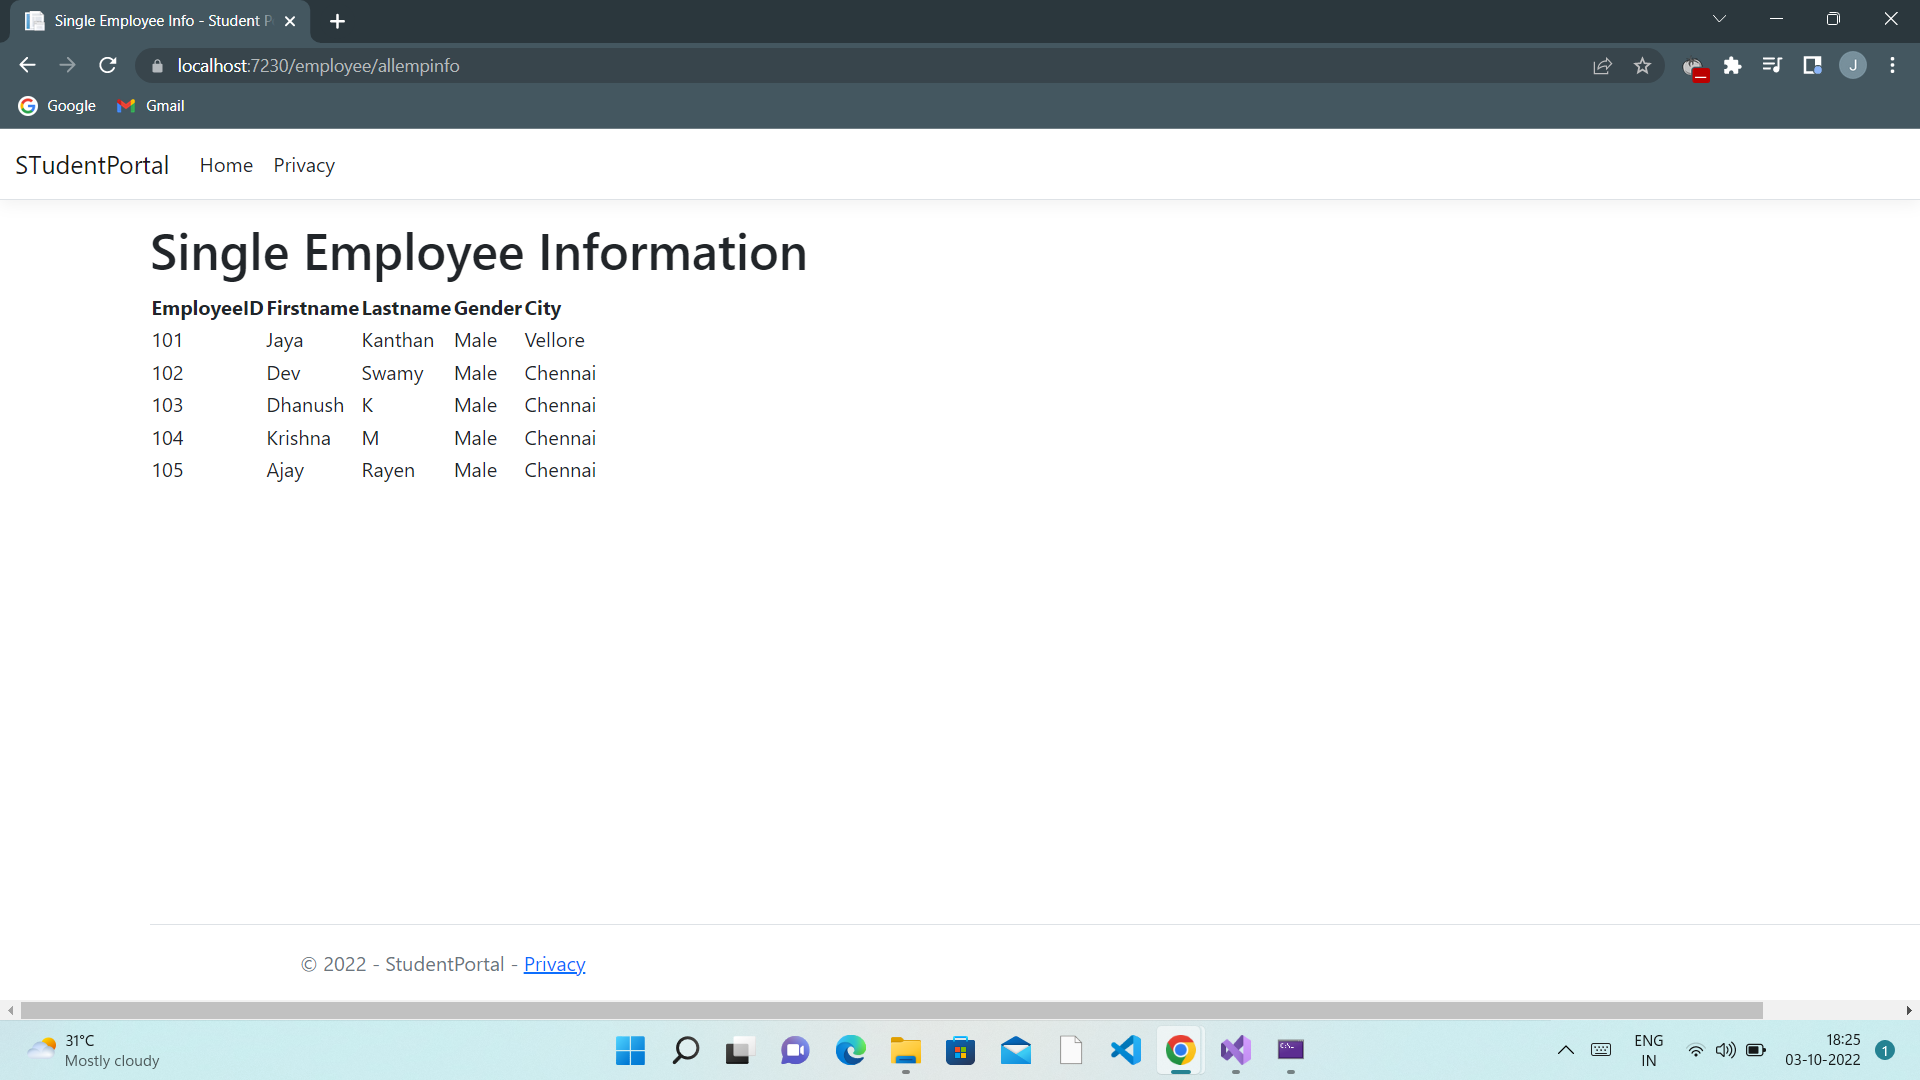 Single Employee Info - Student P
localhost:7230/employee/allempinfo
J
Google Gmail
STudentPortal Home Privacy
Single Employee Information
EmployeeID Firstname Lastname Gender City
101 Jaya Kanthan Male Vellore
102 Dev Swamy Male Chennai
103 Dhanush K Male Chennai
104 Krishna M Male Chennai
105 Ajay Rayen Male Chennai
© 2022 - StudentPortal - Privacy
31°C
Mostly cloudy
ENG
IN
18:25
03-10-2022
1